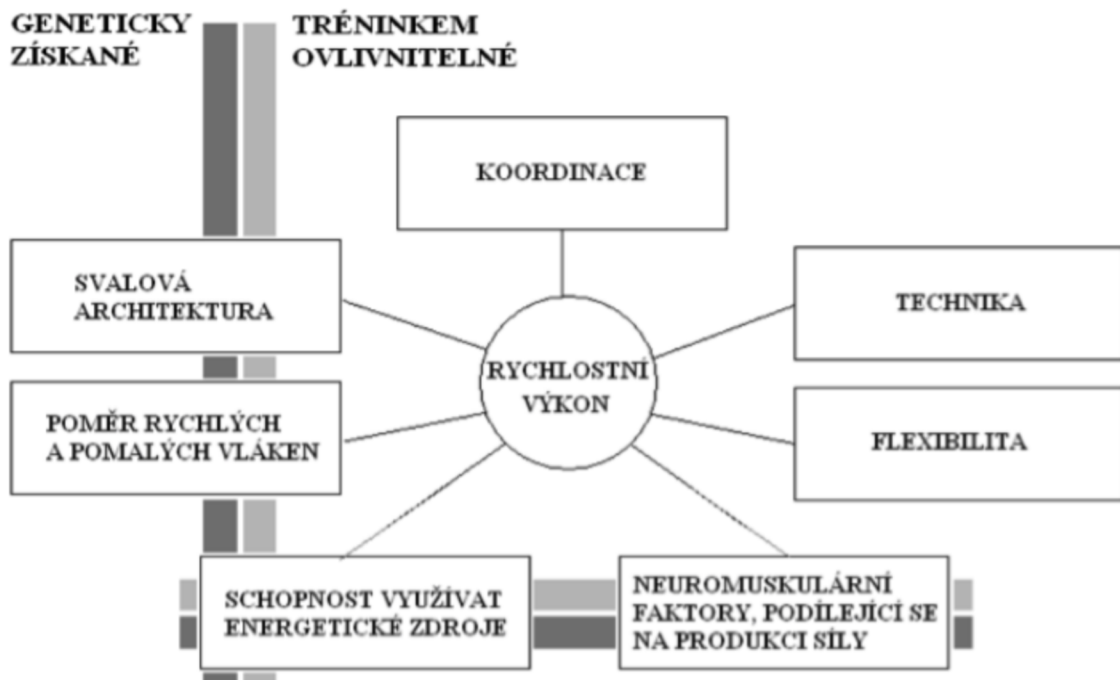 GENETICKY
ZÍSKANÉ
TRÉNINKEM
OVLIVNITELNÉ
KOORDINACE
SVALOVÁ
ARCHITEKTURA
TECHNIKA
RYCHLOSTNÍ
VÝKON
POMĚR RYCHLÝCH
A POMALÝCH VLÁKEN
FLEXIBILITA
SCHOPNOST VYUŽÍVAT
ENERGETICKÉ ZDROJE
NEUROMUSKULÁRNÍ
FAKTORY, PODÍLEJÍCÍ SE
NA PRODUKCI SÍLY